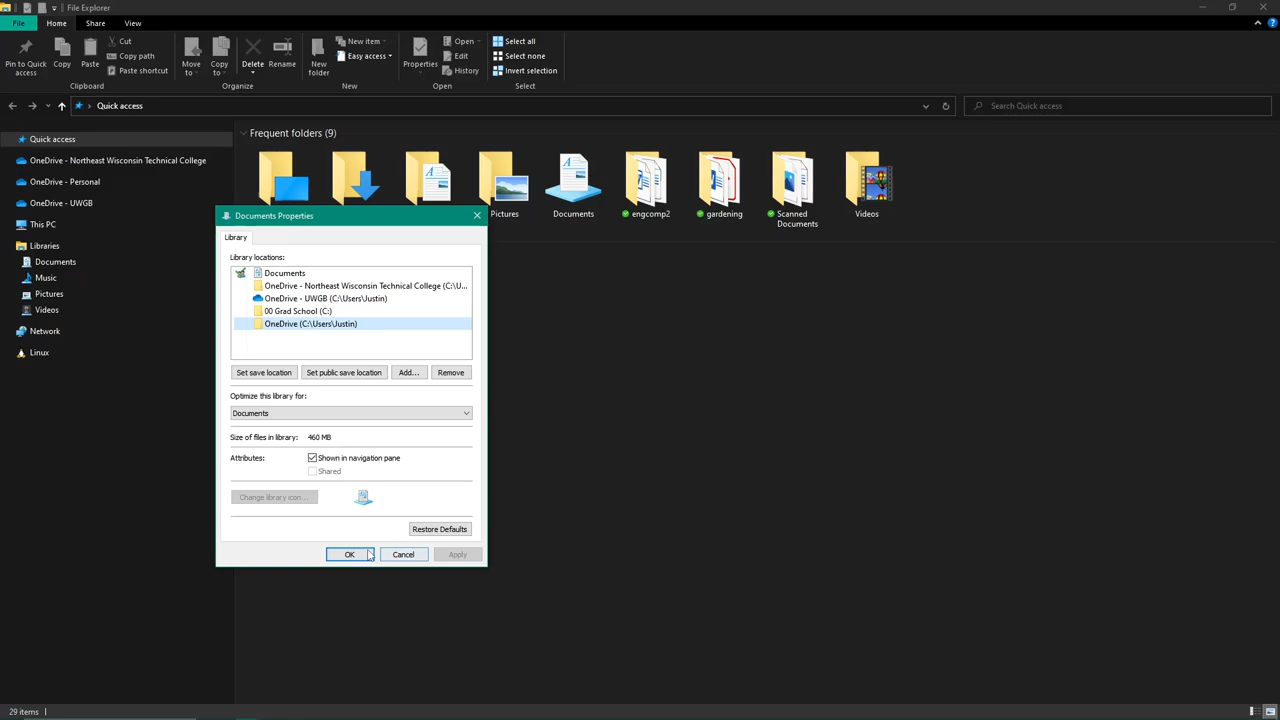 File Explorer
File Home Share View
Pin to Quick access
Copy
Paste
Cut
Copy path
Paste shortcut
Clipboard
Move to
Copy to
Delete
Rename
Organize
New folder
New item
Easy access
New
Properties
Open
Edit
History
Open
Select all
Select none
Invert selection
Select
Quick access
Search Quick access
Quick access
OneDrive - Northeast Wisconsin Technical College
OneDrive - Personal
OneDrive - UWGB
This PC
Libraries
Documents
Music
Pictures
Videos
Network
Linux
Frequent folders (9)
Pictures
Documents
engcomp2
gardening
Scanned Documents
Videos
Documents Properties
Library
Library locations:
Documents
OneDrive - Northeast Wisconsin Technical College (C:\U...
OneDrive - UWGB (C:\Users\Justin)
00 Grad School (C:)
OneDrive (C:\Users\Justin)
Set save location
Set public save location
Add...
Remove
Optimize this library for:
Documents
Size of files in library: 460 MB
Attributes:
Shown in navigation pane
Shared
Change library icon...
Restore Defaults
OK
Cancel
Apply
29 items